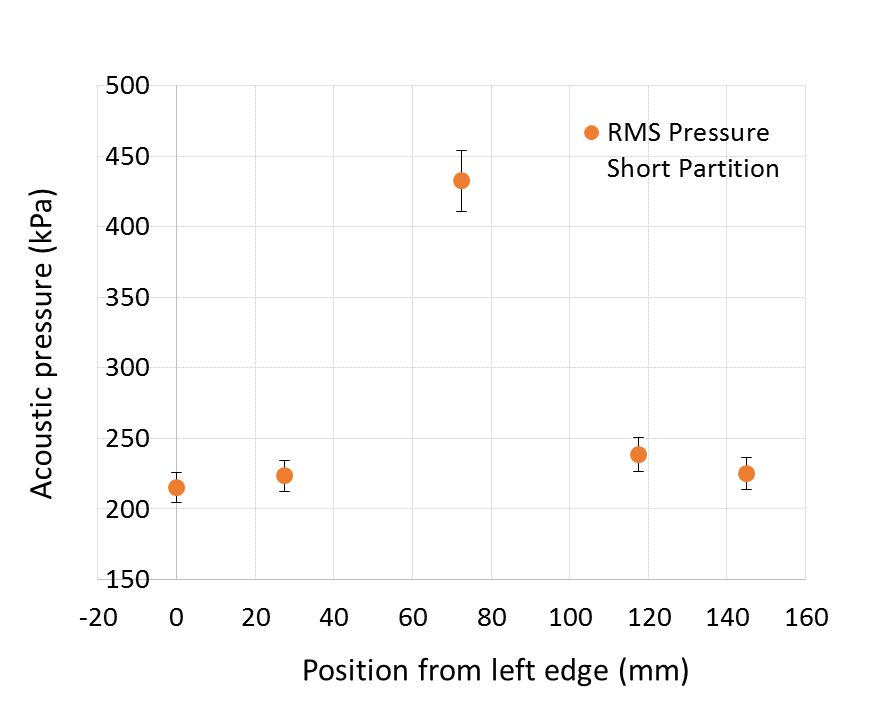 500
450
400
350
300
250
200
150
-20 0 20 40 60 80 100 120 140 160
Acoustic pressure (kPa)
Position from left edge (mm)
RMS Pressure
Short Partition